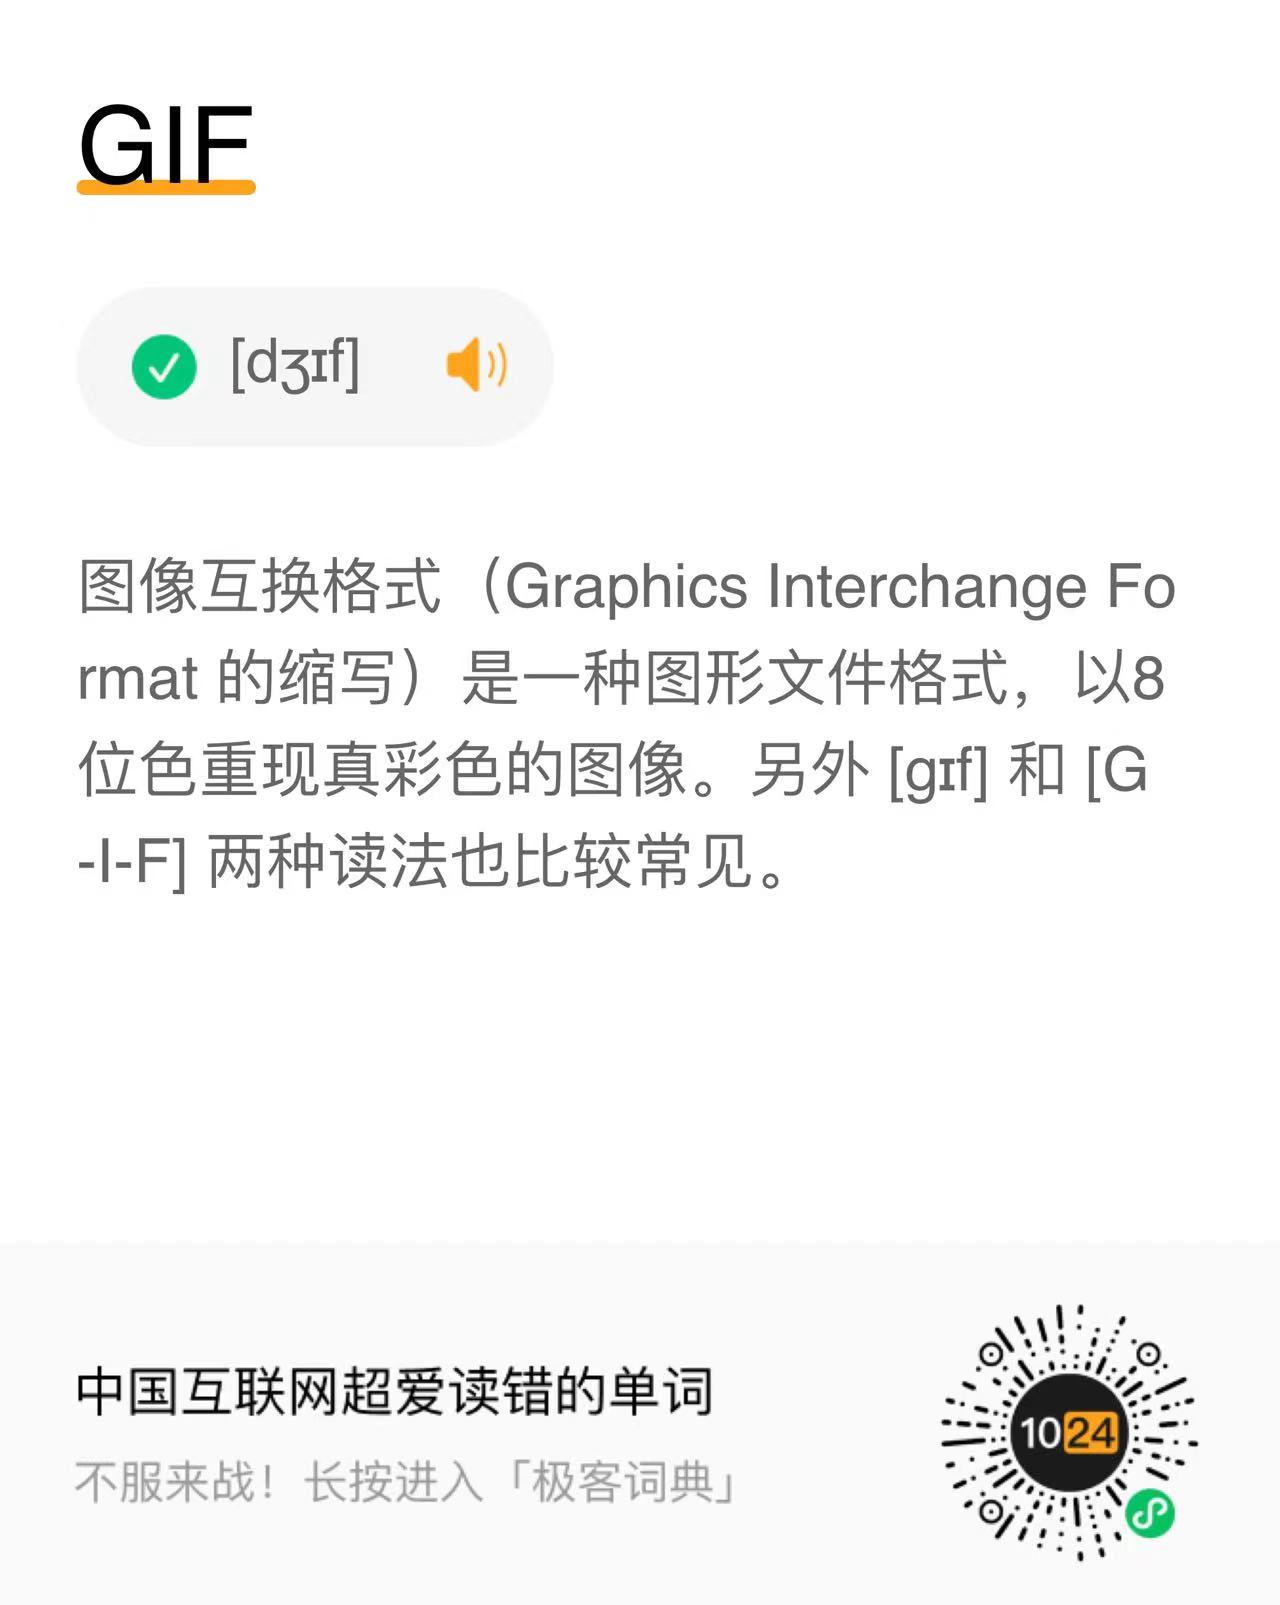 GIF
[dʒɪf]
图像互换格式（Graphics Interchange Fo
rmat 的缩写）是一种图形文件格式，以8
位色重现真彩色的图像。另外 [gɪf] 和 [G
-I-F] 两种读法也比较常见。
中国互联网超爱读错的单词
不服来战！长按进入「极客词典」
1024